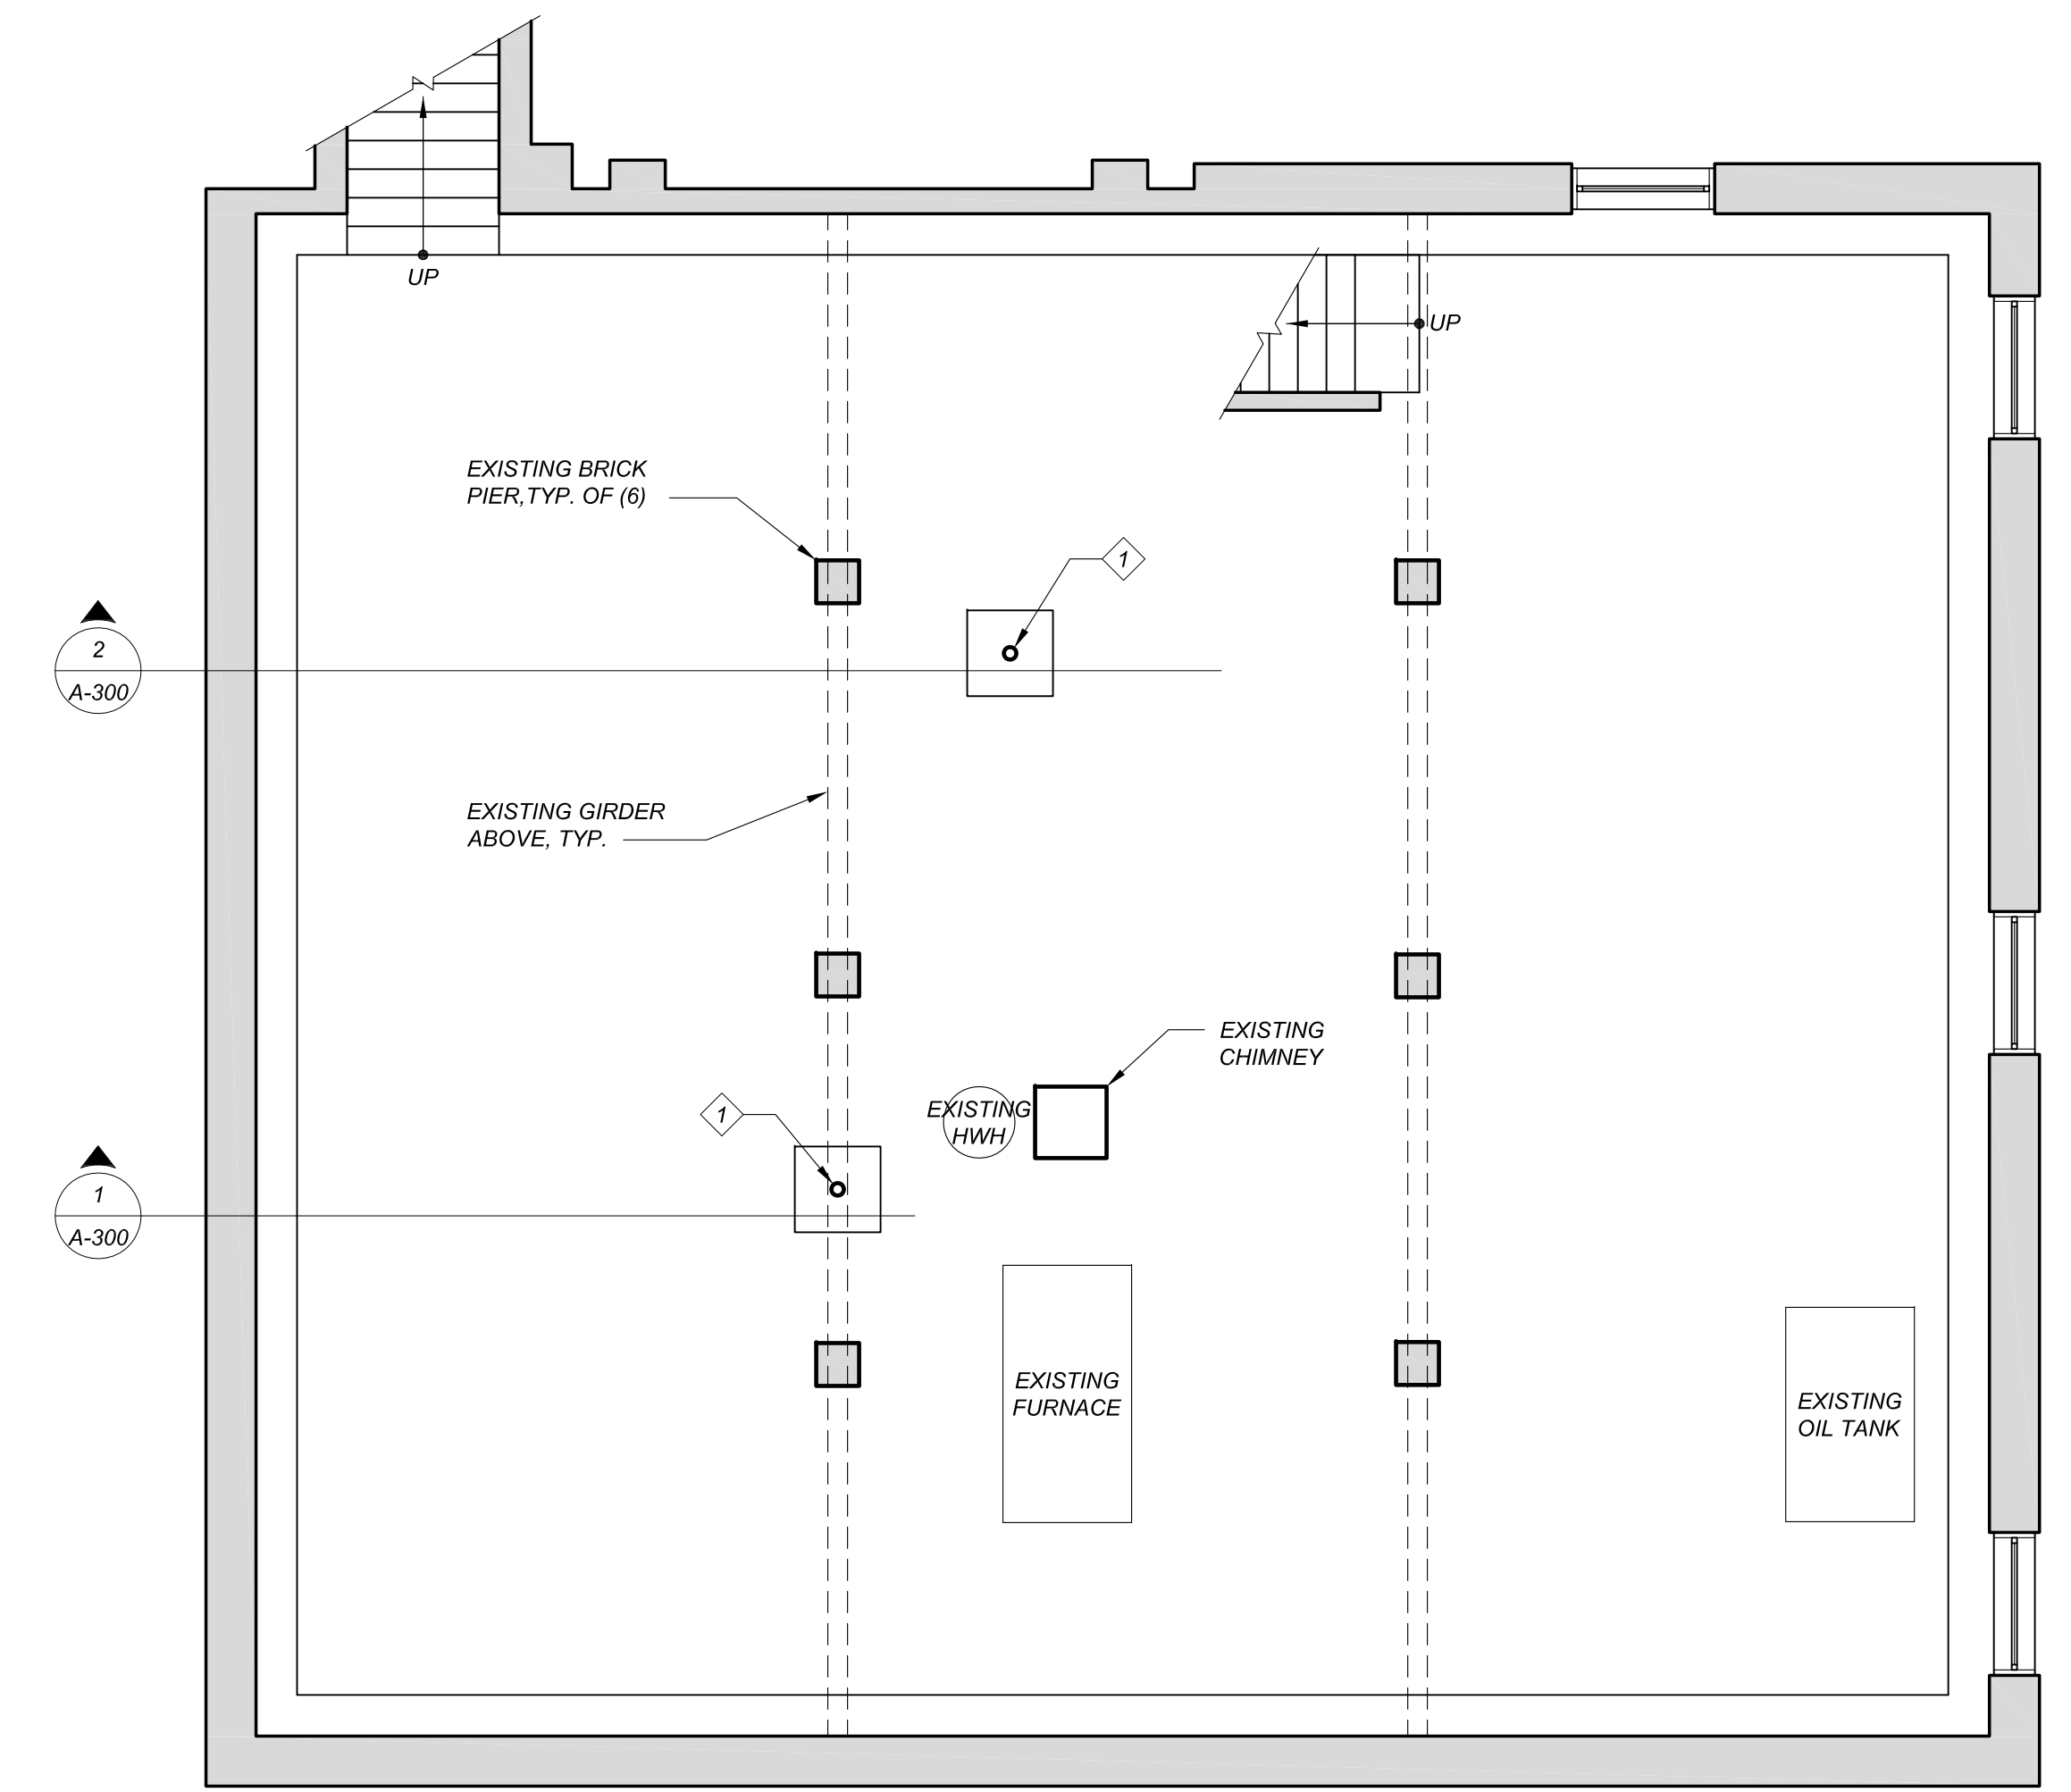 UP
UP
EXISTING BRICK
PIER,TYP. OF (6)
1
2
A-300
EXISTING GIRDER
ABOVE, TYP.
EXISTING
CHIMNEY
EXISTING
HWH
1
1
A-300
EXISTING
FURNACE
EXISTING
OIL TANK